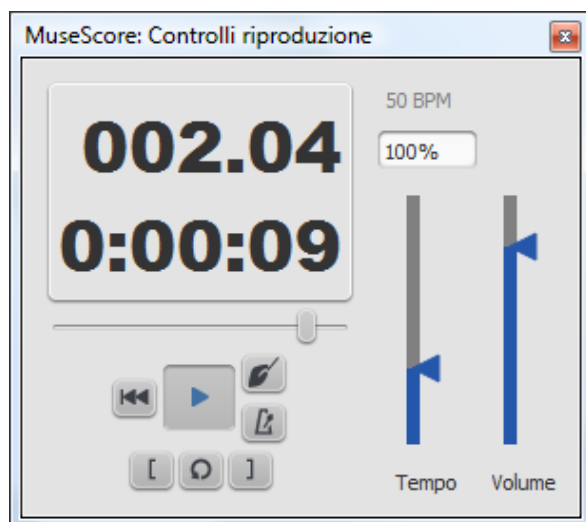 MuseScore: Controlli riproduzione
002.04
0:00:09
50 BPM
100%
[
]
Tempo
Volume